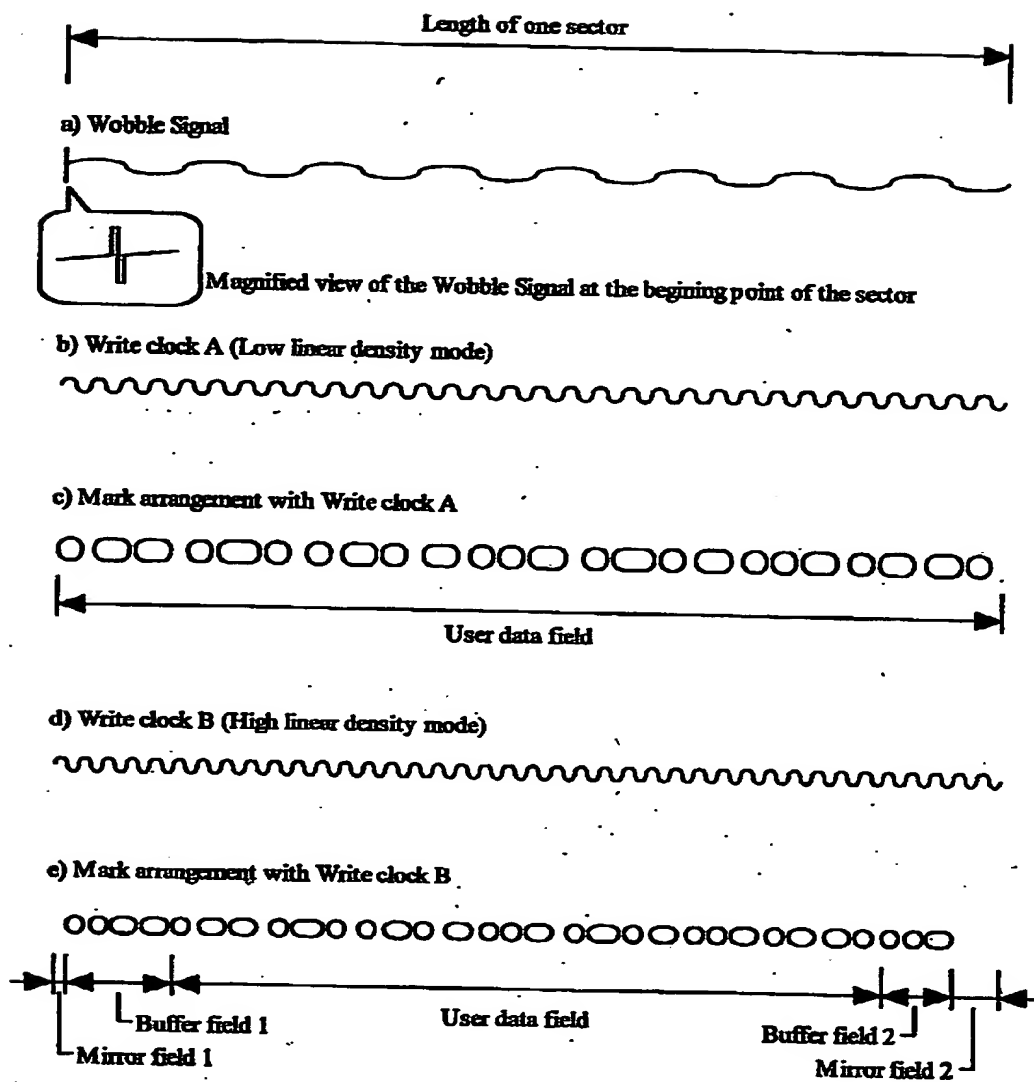 Length of one sector
a) Wobble Signal
Magnified view of the Wobble Signal at the begining point of the sector
b) Write clock A (Low linear density mode)
c) Mark arrangement with Write clock A
User data field
d) Write clock B (High linear density mode)
e) Mark arrangement with Write clock B
Buffer field 1
User data field
Buffer field 2
Mirror field 1
Mirror field 2